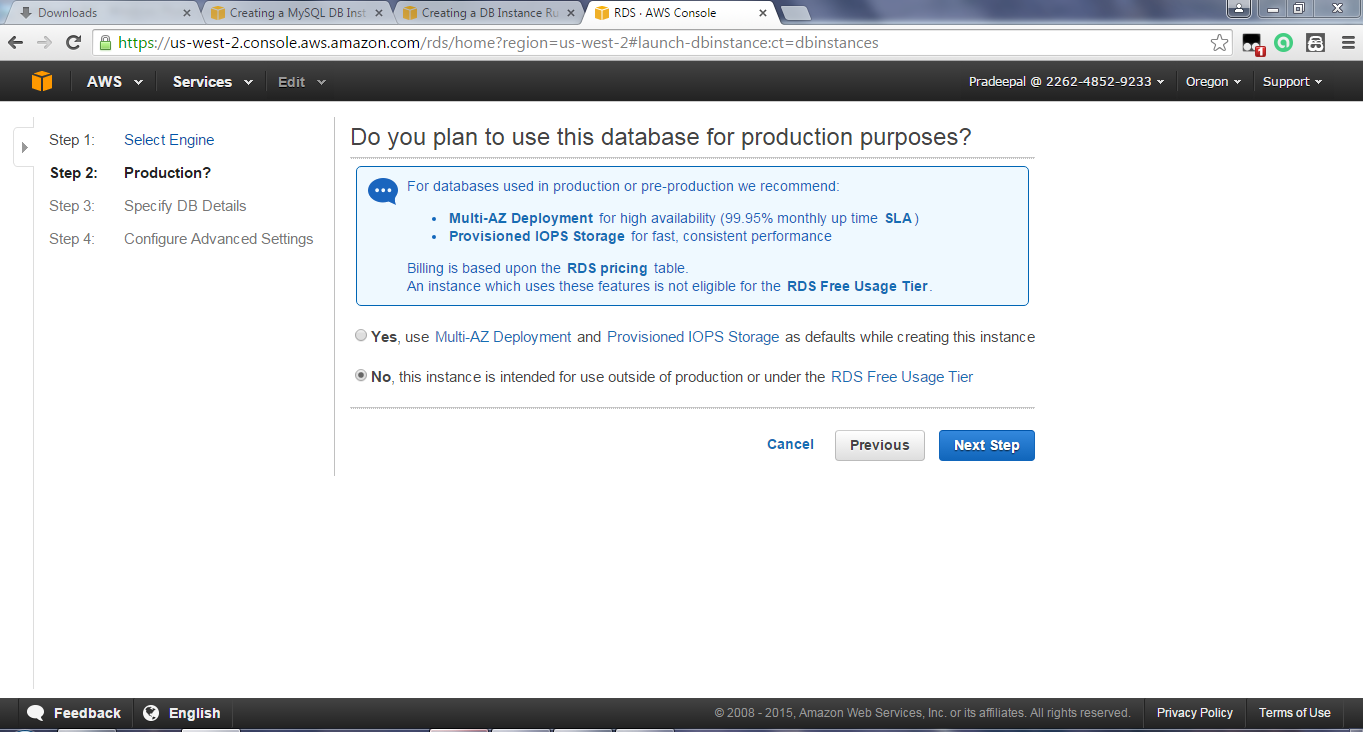 Downloads
Creating a MySQL DB Inst
Creating a DB Instance Ru
RDS · AWS Console
https://us-west-2.console.aws.amazon.com/rds/home?region=us-west-2#launch-dbinstance:ct=dbinstances
1
AWS Services Edit
Pradeepal @ 2262-4852-9233 Oregon Support
Step 1: Select Engine
Step 2: Production?
Step 3: Specify DB Details
Step 4: Configure Advanced Settings
Do you plan to use this database for production purposes?
For databases used in production or pre-production we recommend:
• Multi-AZ Deployment for high availability (99.95% monthly up time SLA )
• Provisioned IOPS Storage for fast, consistent performance
Billing is based upon the RDS pricing table.
An instance which uses these features is not eligible for the RDS Free Usage Tier.
Yes, use Multi-AZ Deployment and Provisioned IOPS Storage as defaults while creating this instance
No, this instance is intended for use outside of production or under the RDS Free Usage Tier
Cancel Previous Next Step
Feedback English
© 2008 - 2015, Amazon Web Services, Inc. or its affiliates. All rights reserved. Privacy Policy Terms of Use